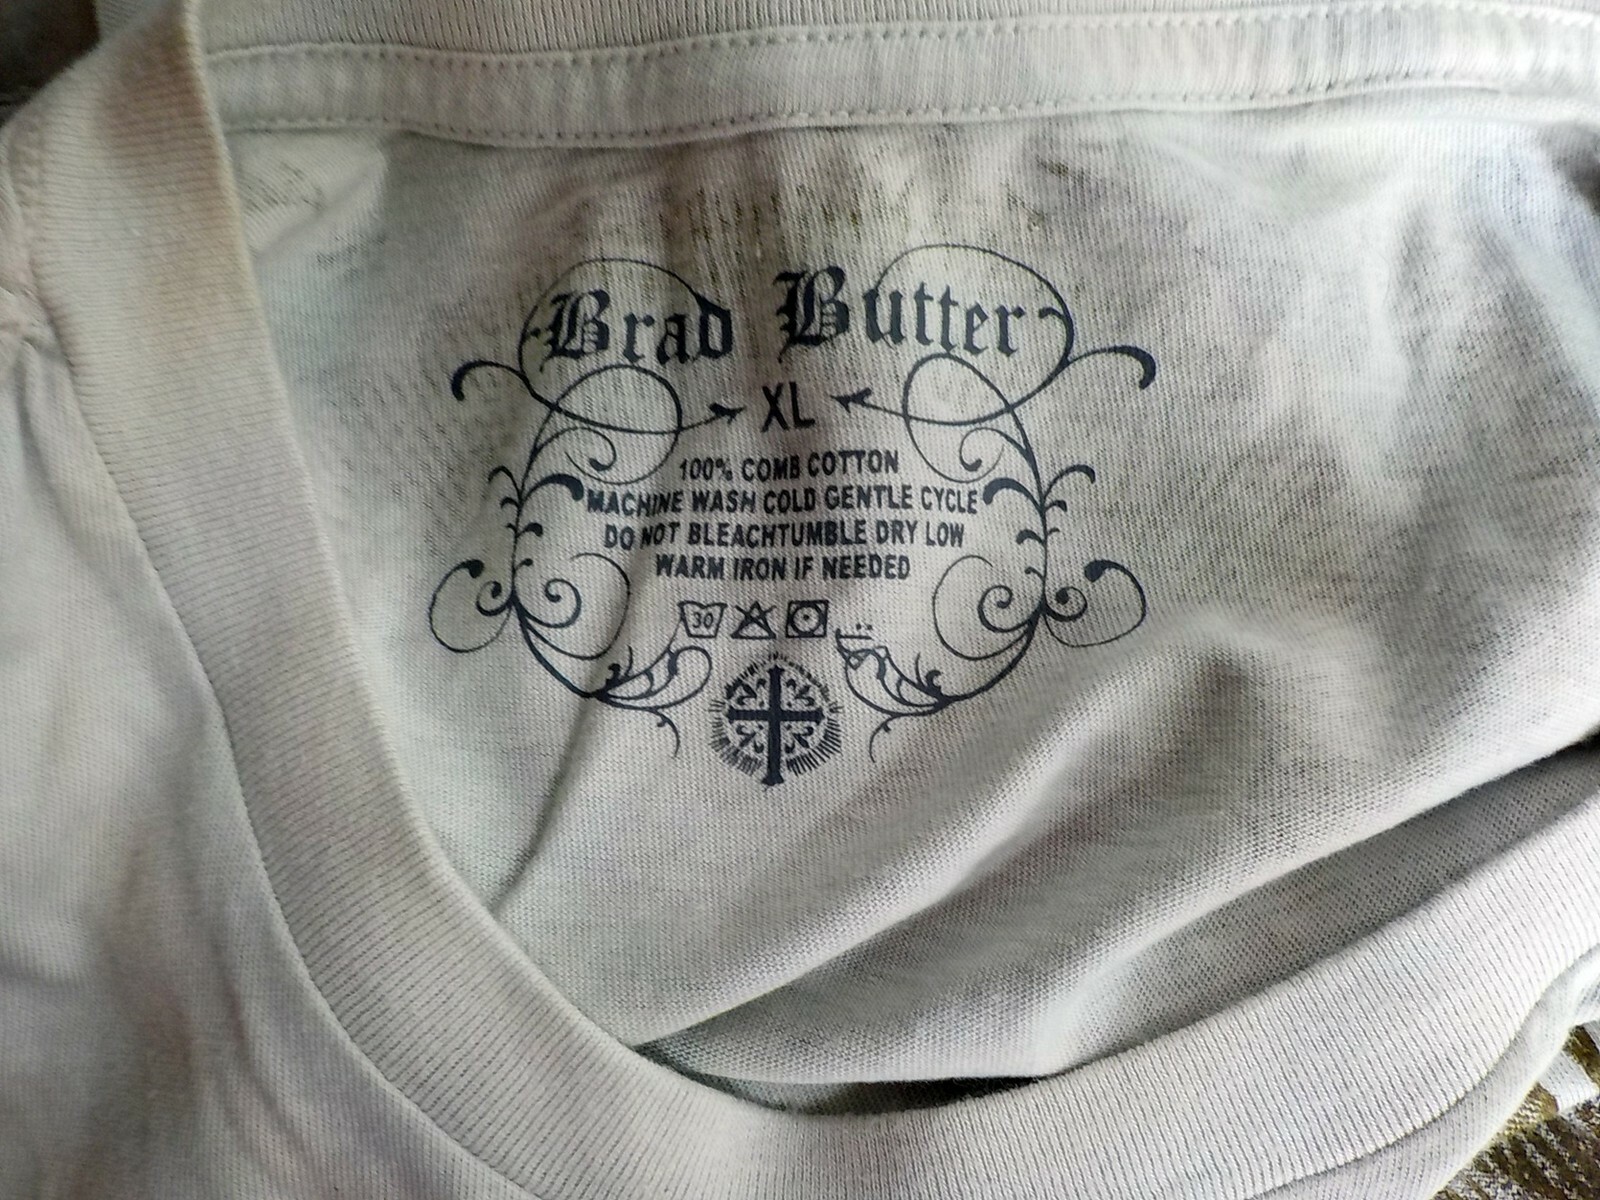 Brad Butter
XL
100% COMB COTTON
MACHINE WASH COLD GENTLE CYCLE
DO NOT BLEACHTUMBLE DRY LOW
WARM IRON IF NEEDED
30